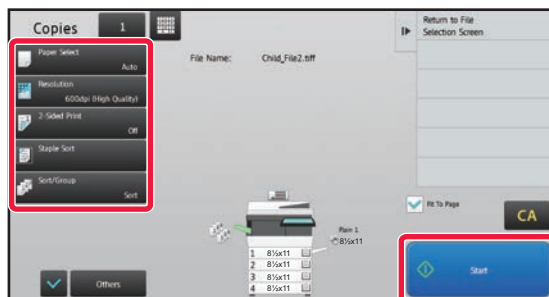 Copies 1
Paper Select
Auto
Resolution
600dpi (High Quality)
2-Sided Print
Off
Staple Sort
Sort/Group
Sort
Others
File Name: Child_File2.tiff
Plain 1
8½x11
1 8½x11
2 8½x11
3 8½x11
4 8½x11
Return to File
Selection Screen
Fit To Page
CA
Start